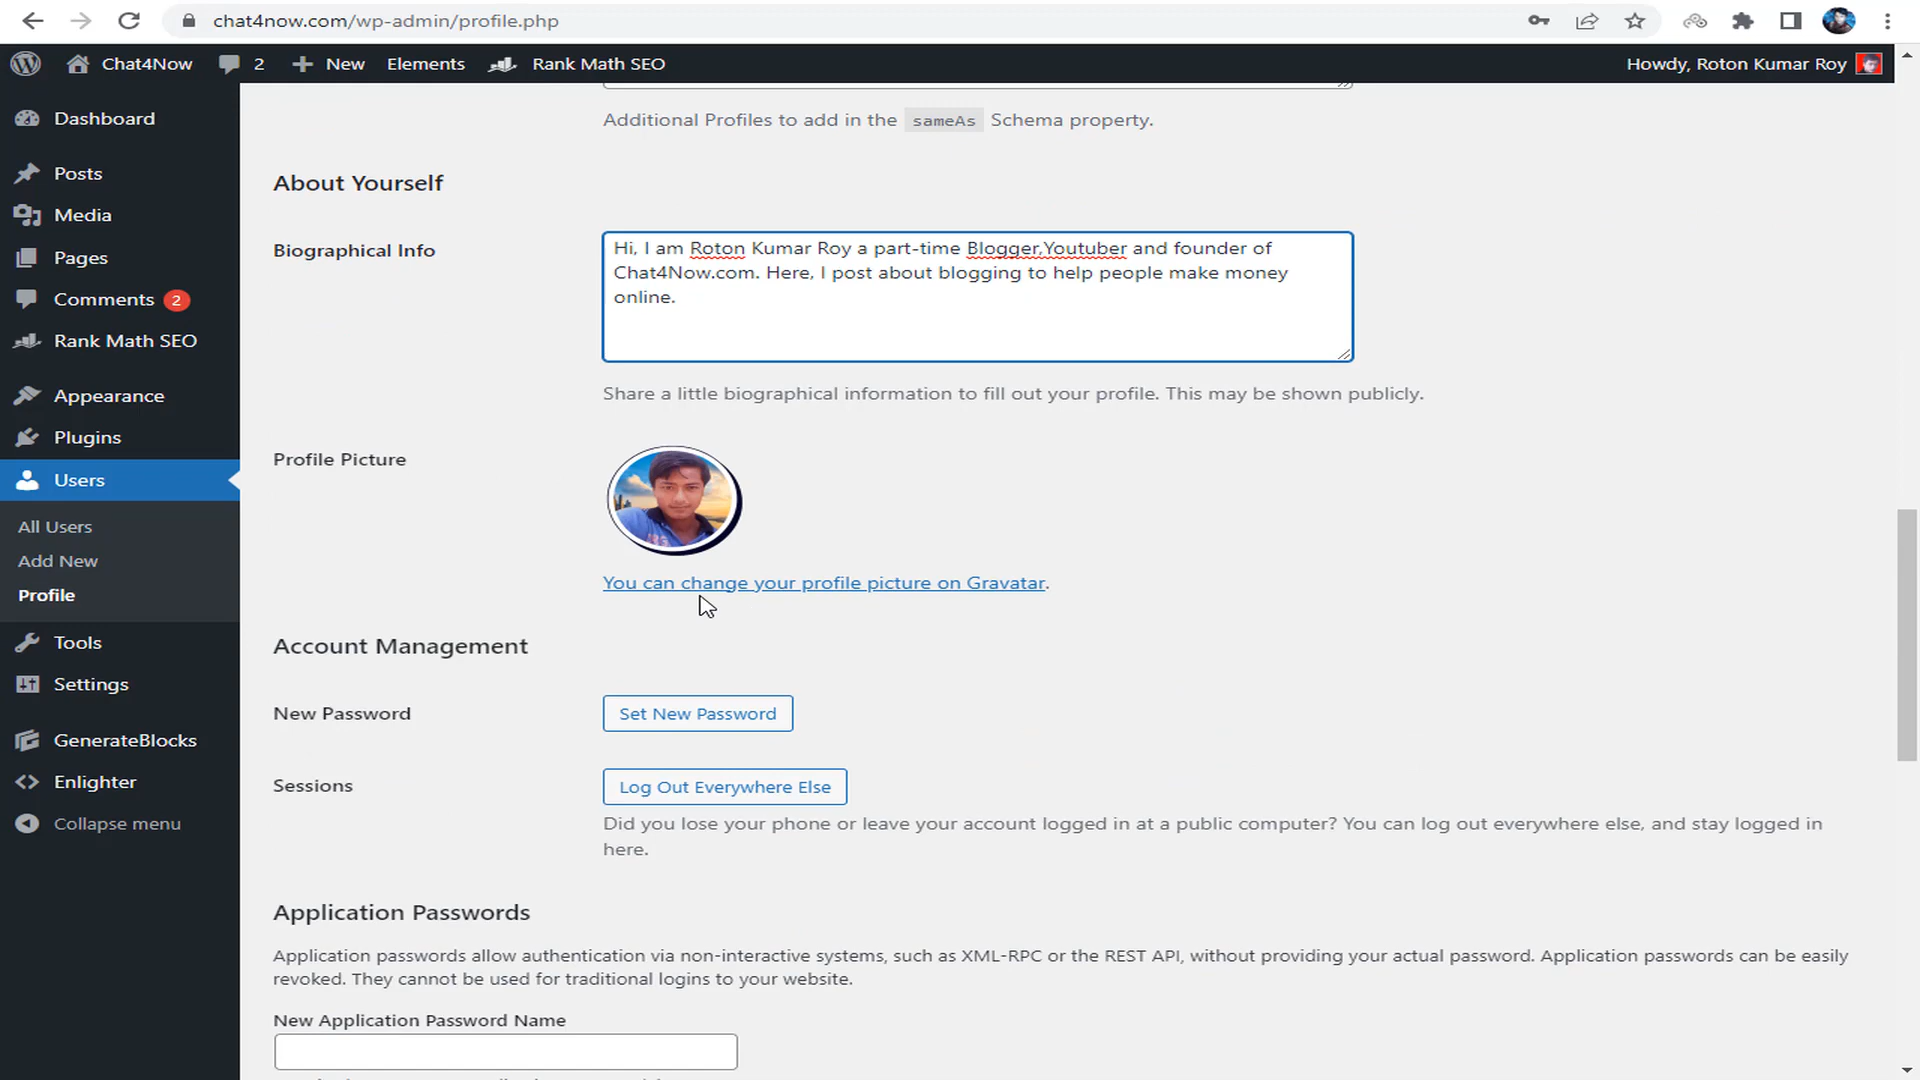 chat4now.com/wp-admin/profile.php
Chat4Now 2 New Elements Rank Math SEO Howdy, Roton Kumar Roy
Dashboard
Posts
Media
Pages
Comments 2
Rank Math SEO
Appearance
Plugins
Users
All Users
Add New
Profile
Tools
Settings
GenerateBlocks
Enlighter
Collapse menu
Additional Profiles to add in the sameAs Schema property.
About Yourself
Biographical Info
Hi, I am Roton Kumar Roy a part-time Blogger,Youtuber and founder of
Chat4Now.com. Here, I post about blogging to help people make money
online.
Share a little biographical information to fill out your profile. This may be shown publicly.
Profile Picture
You can change your profile picture on Gravatar.
Account Management
New Password
Set New Password
Sessions
Log Out Everywhere Else
Did you lose your phone or leave your account logged in at a public computer? You can log out everywhere else, and stay logged in
here.
Application Passwords
Application passwords allow authentication via non-interactive systems, such as XML-RPC or the REST API, without providing your actual password. Application passwords can be easily
revoked. They cannot be used for traditional logins to your website.
New Application Password Name